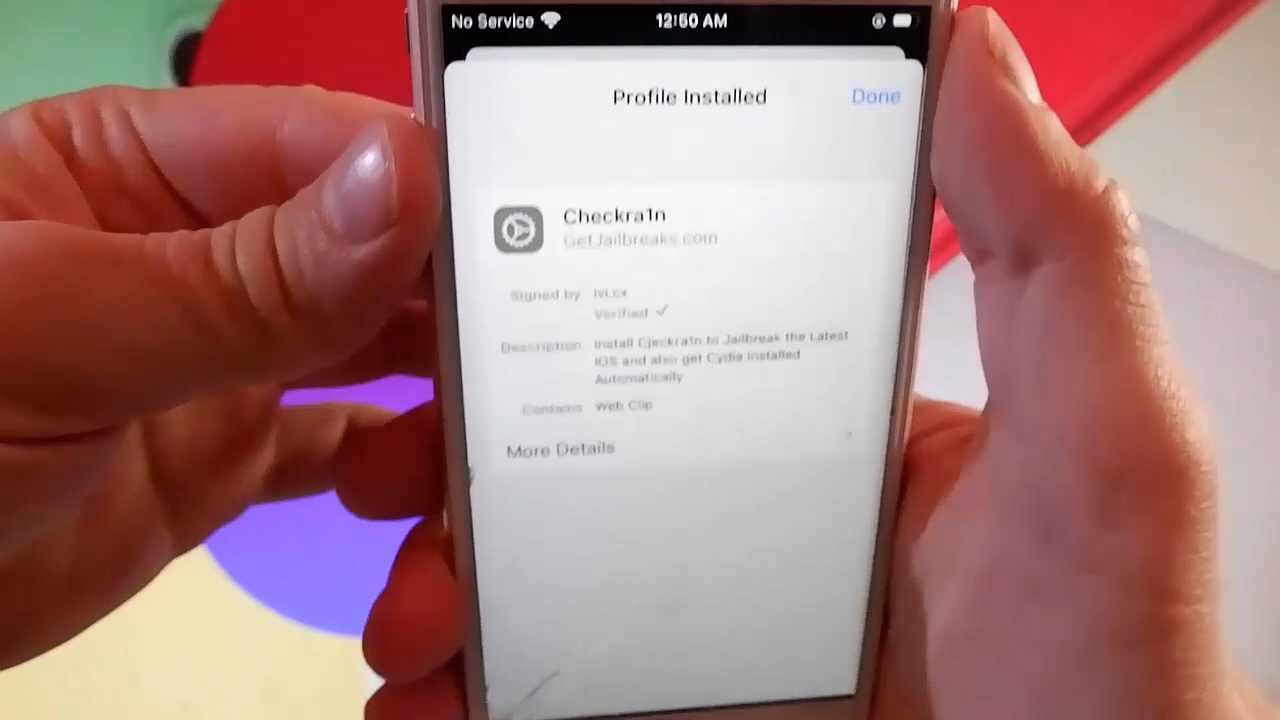 No Service 12:50 AM
Profile Installed Done
Checkra1n
GetJailbreaks.com
Signed by
Verified ✓
Description Install Cjeckra1n to Jailbreak the Latest
iOS and also get Cydia Installed
Automatically
Contains Web Clip
More Details